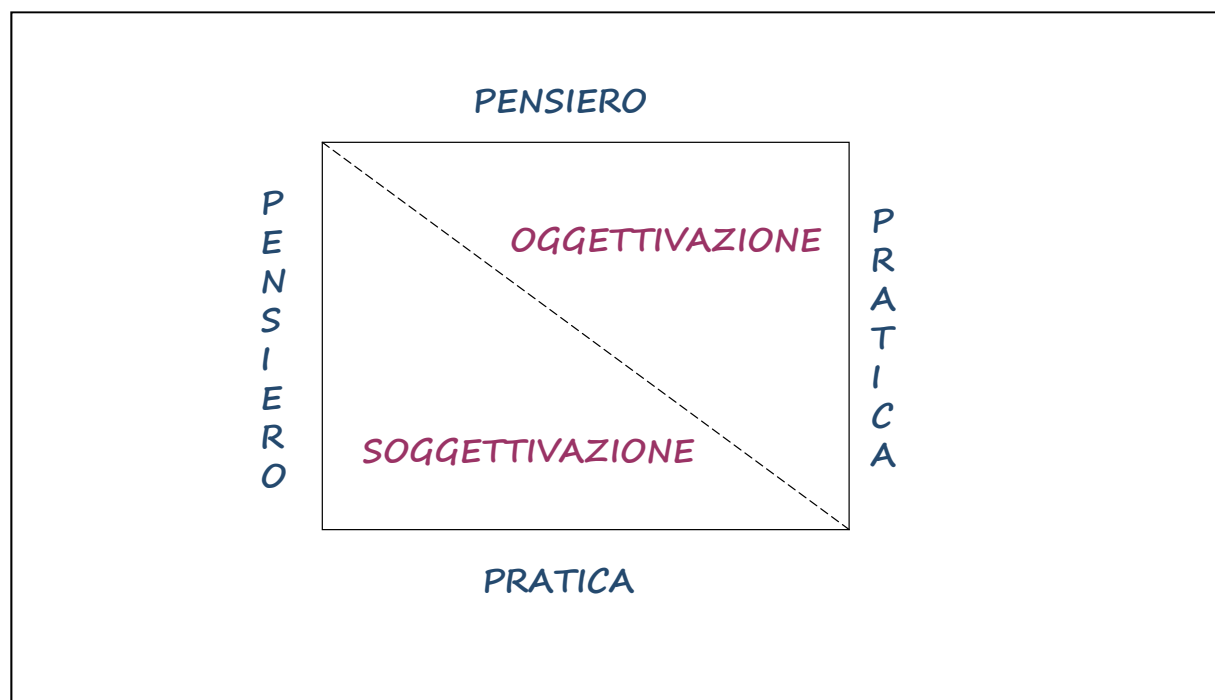 PENSIERO
PENSIERO
PRATICA
OGGETTIVAZIONE
SOGGETTIVAZIONE
PRATICA